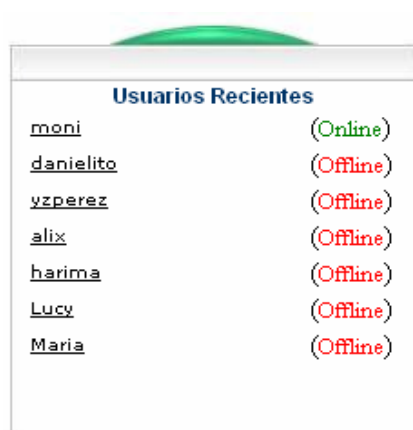 Usuarios Recientes
moni (Online)
danielito (Offline)
yzperez (Offline)
alix (Offline)
harima (Offline)
Lucy (Offline)
Maria (Offline)